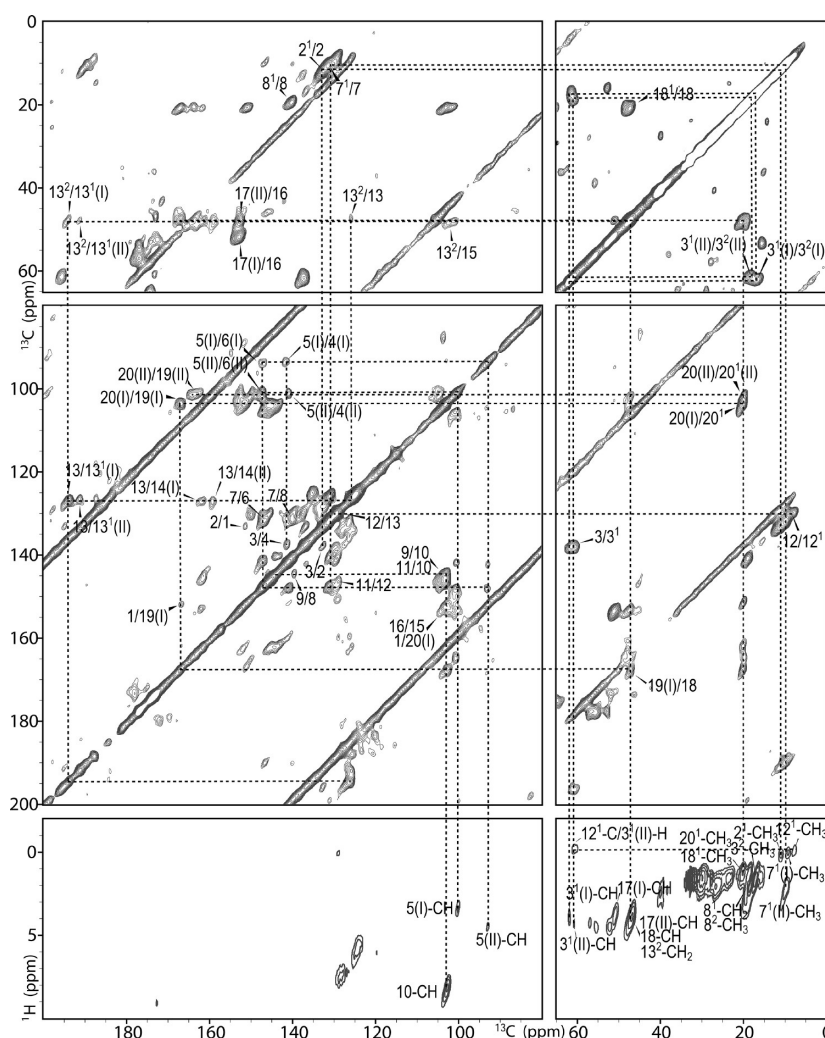 0
20
40
60
2¹/2
8¹/8
7¹/7
18¹/18
13²/13¹(I)
17(II)/16
13²/13
13²/13¹(II)
17(I)/16
13²/15
3¹(II)/3²(II)
3¹(I)/3²(I)
¹³C (ppm)
100
120
140
160
180
200
5(I)/6(I)
5(I)/4(I)
5(II)/6(II)
20(II)/19(II)
20(I)/19(I)
5(II)/4(II)
20(II)/20¹(II)
20(I)/20¹
13/13¹(I)
13/14(I)
13/14(II)
13/13¹(II)
7/6
7/8
2/1
12/13
3/4
3/2
9/10
11/10
9/8
11/12
1/19(I)
16/15
1/20(I)
3/3¹
12/12¹
19(I)/18
0
5
¹H (ppm)
5(I)-CH
5(II)-CH
10-CH
12¹-C/3¹(II)-H
20¹-CH₃
2¹-CH₃
12¹-CH₃
18¹-CH₃
3²-CH₃
3¹(I)-CH
17(I)-CH
7¹(I)-CH₃
8¹-CH₂
7¹(II)-CH₃
17(II)-CH
8²-CH₃
3¹(II)-CH
18-CH
13²-CH₂
180
160
140
120
100
¹³C (ppm)
60
40
20
0